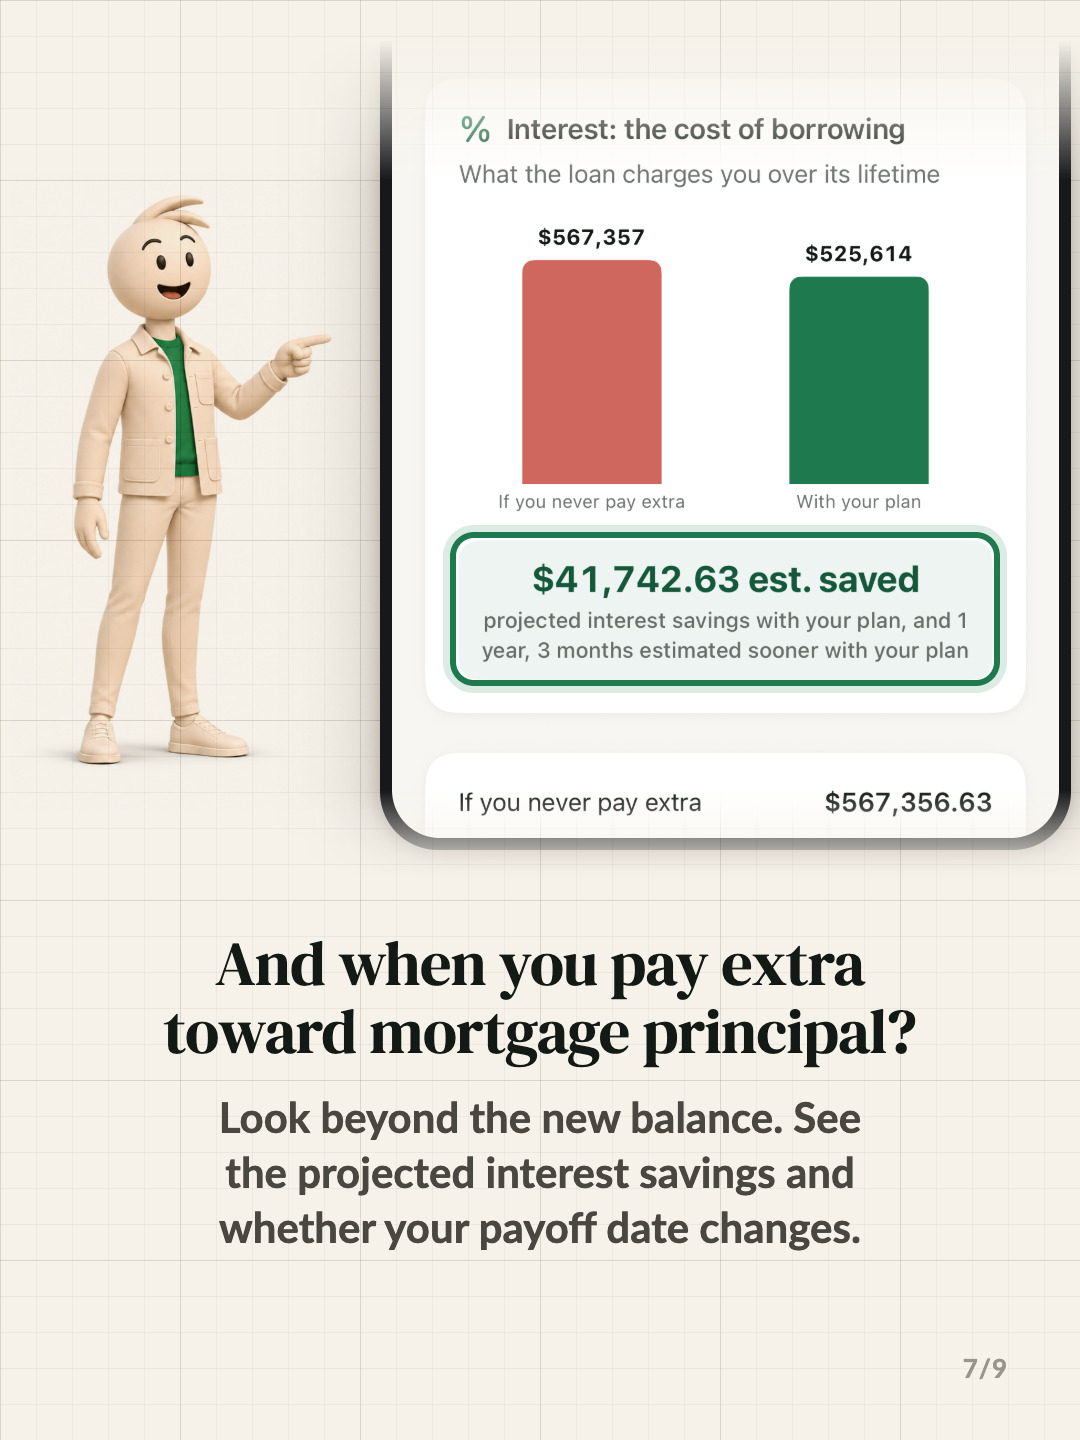 % Interest: the cost of borrowing
What the loan charges you over its lifetime
$567,357
$525,614
If you never pay extra
With your plan
$41,742.63 est. saved
projected interest savings with your plan, and 1
year, 3 months estimated sooner with your plan
If you never pay extra $567,356.63
And when you pay extra
toward mortgage principal?
Look beyond the new balance. See
the projected interest savings and
whether your payoff date changes.
7/9